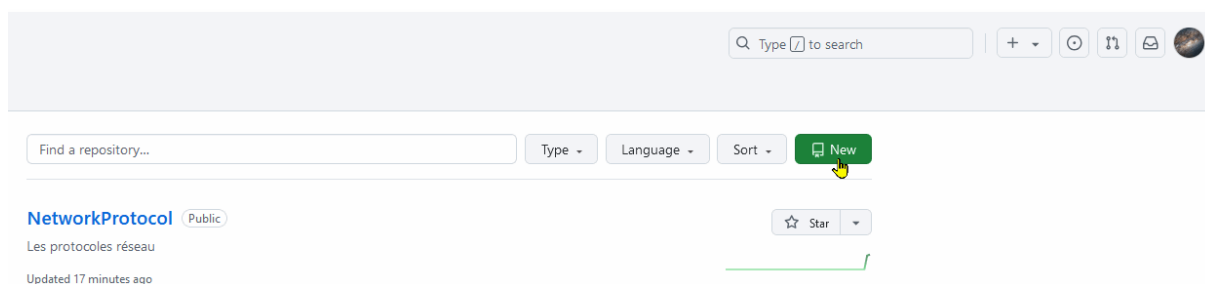 Type / to search
Find a repository...
Type
Language
Sort
New
NetworkProtocol Public
Star
Les protocoles réseau
Updated 17 minutes ago